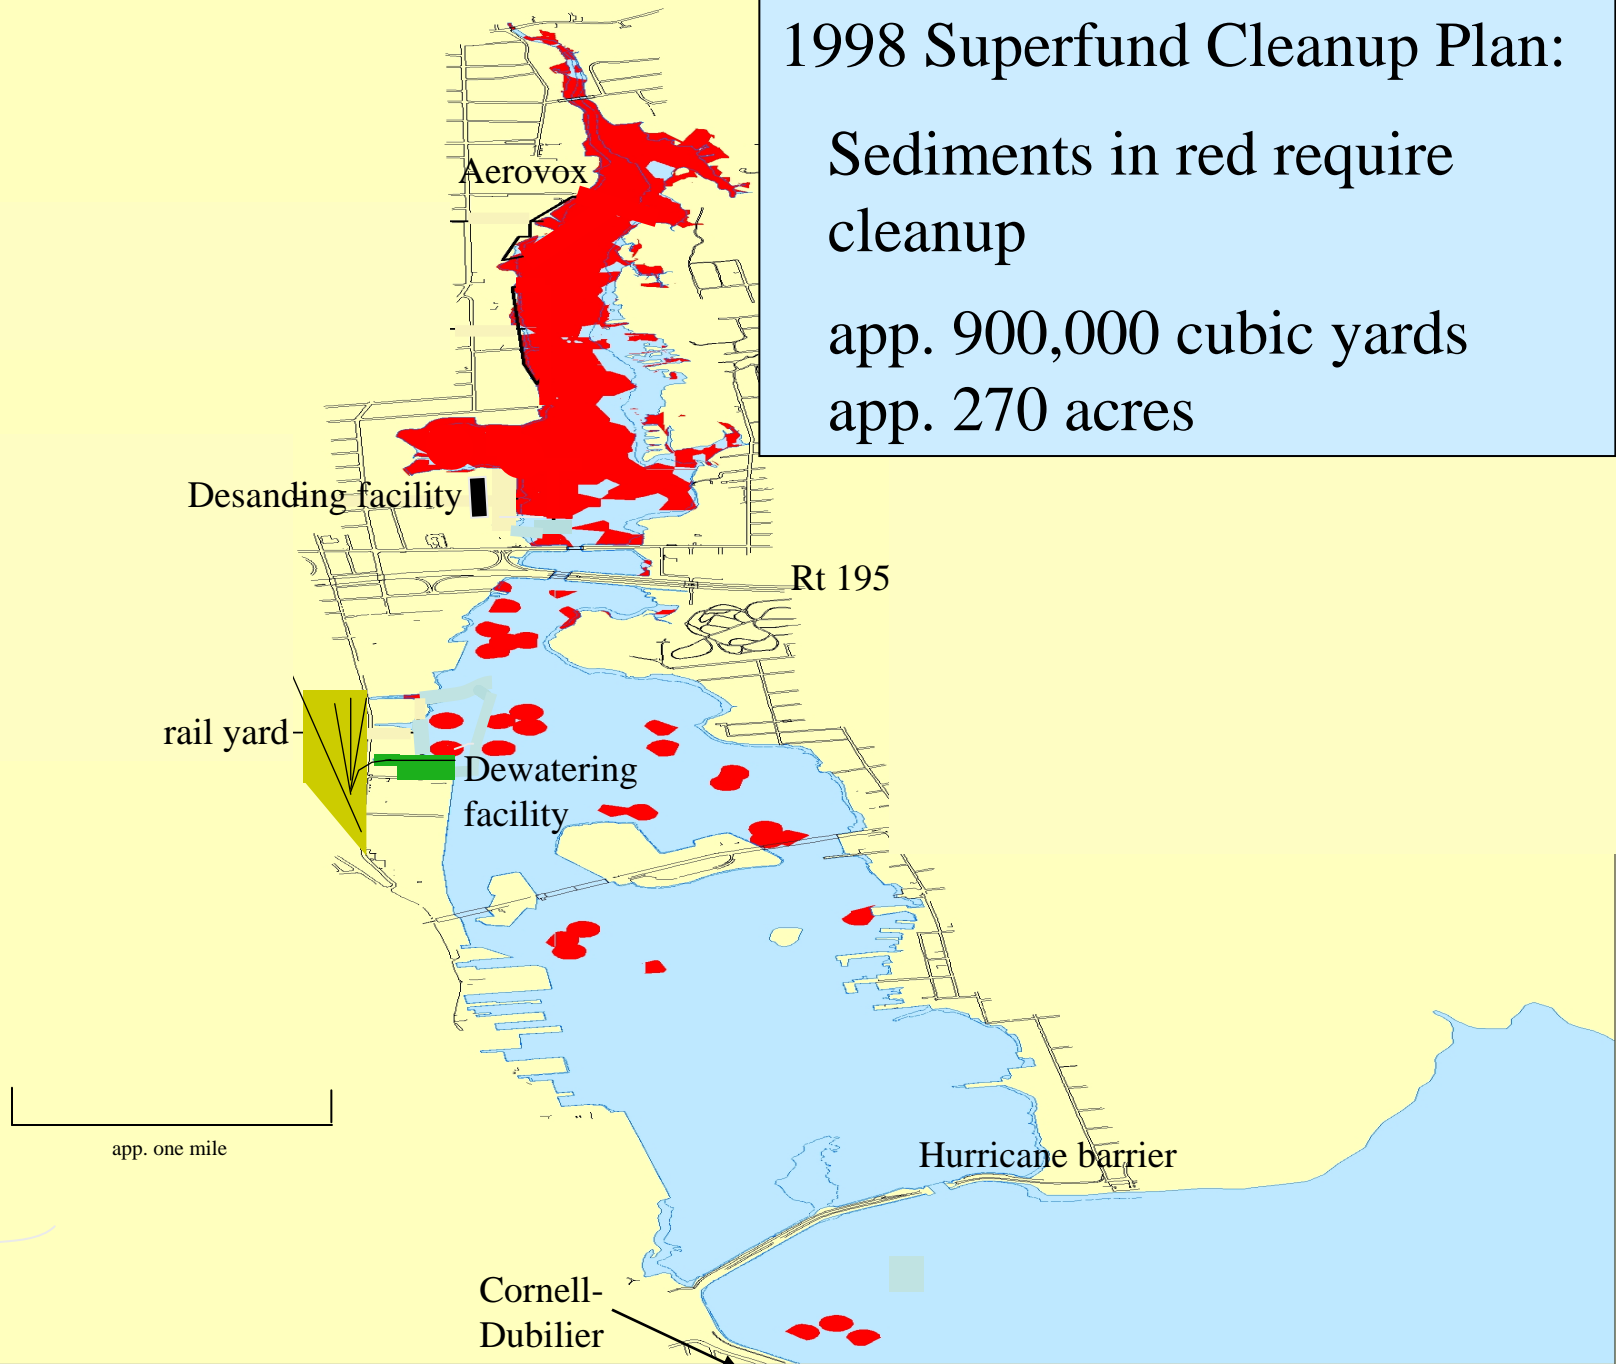 1998 Superfund Cleanup Plan:
Sediments in red require
cleanup
app. 900,000 cubic yards
app. 270 acres
Aerovox
Desanding facility
Rt 195
rail yard
Dewatering
facility
app. one mile
Hurricane barrier
Cornell-
Dubilier